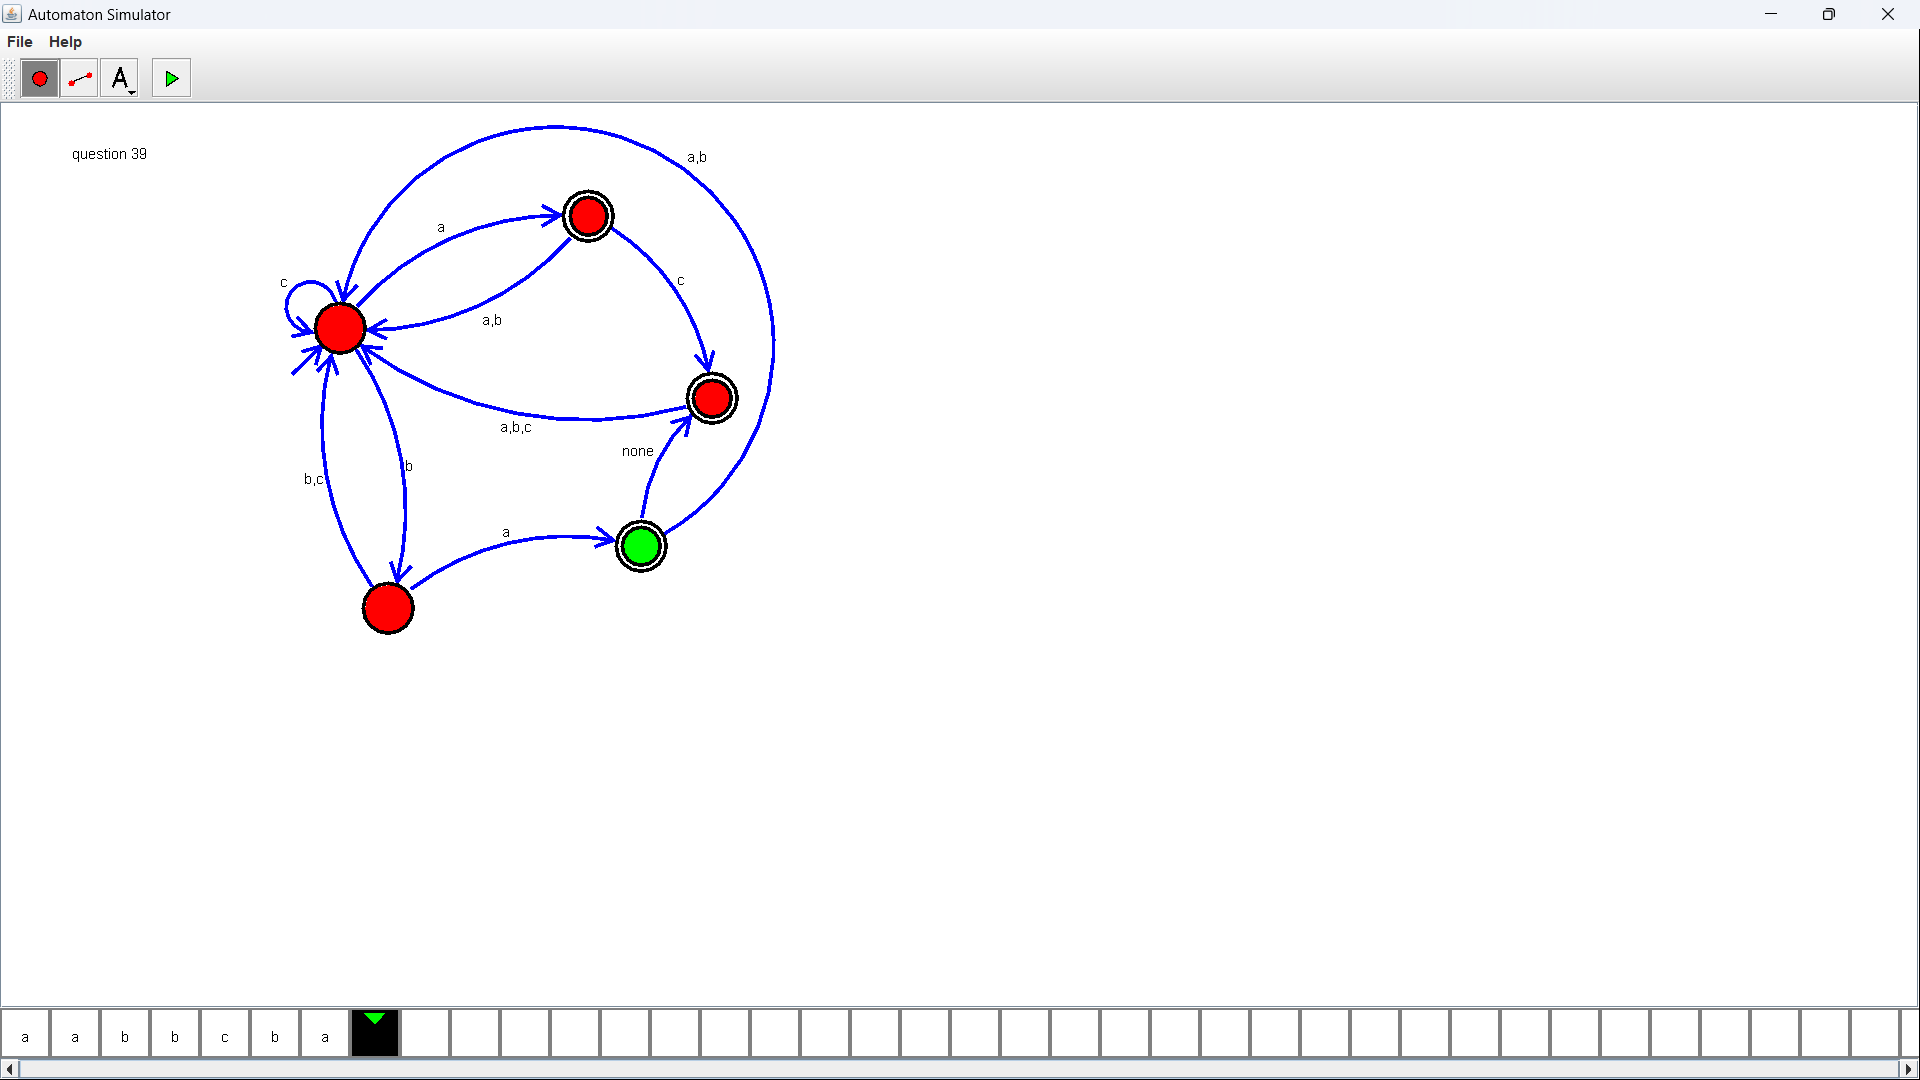 Automaton Simulator
File Help
A
question 39
a,b
a
c
c
a,b
a,b,c
none
b
b,c
a
a a b b c b a